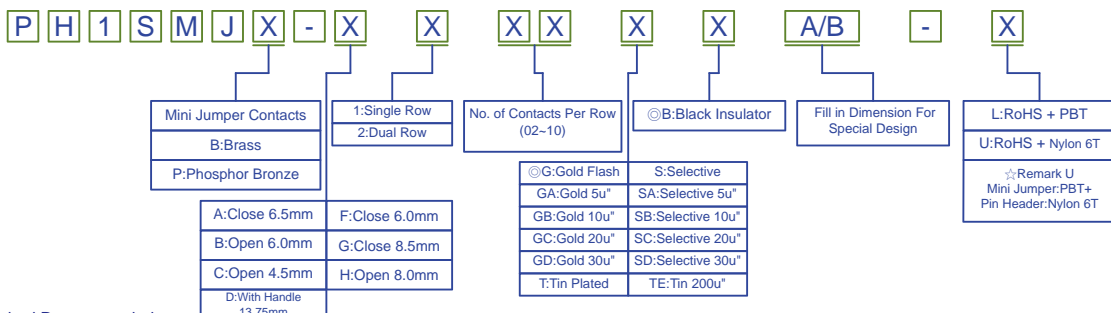 P H 1 S M J X - X X X X X X A/B - X
Mini Jumper Contacts
B:Brass
P:Phosphor Bronze
A:Close 6.5mm
F:Close 6.0mm
B:Open 6.0mm
G:Close 8.5mm
C:Open 4.5mm
H:Open 8.0mm
D:With Handle
13.75mm
1:Single Row
2:Dual Row
No. of Contacts Per Row
(02~10)
◎G:Gold Flash
S:Selective
GA:Gold 5u"
SA:Selective 5u"
GB:Gold 10u"
SB:Selective 10u"
GC:Gold 20u"
SC:Selective 20u"
GD:Gold 30u"
SD:Selective 30u"
T:Tin Plated
TE:Tin 200u"
◎B:Black Insulator
Fill in Dimension For
Special Design
L:RoHS + PBT
U:RoHS + Nylon 6T
☆Remark U
Mini Jumper:PBT+
Pin Header:Nylon 6T